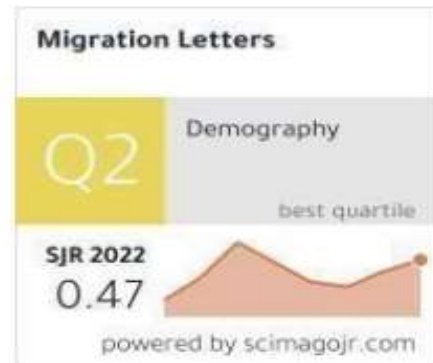 Migration Letters
Q2
Demography
best quartile
SJR 2022
0.47
powered by scimagojr.com